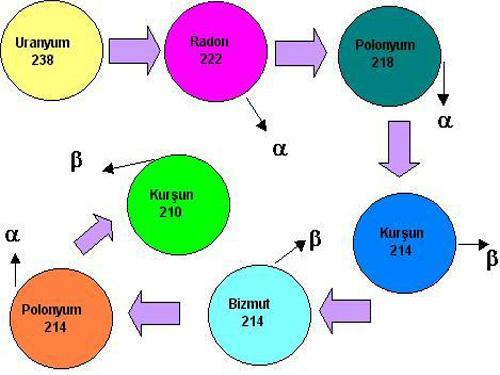 Uranyum
238
Radon
222
α
Polonyum
218
α
Kurşun
214
β
Bizmut
214
β
Polonyum
214
α
Kurşun
210
β